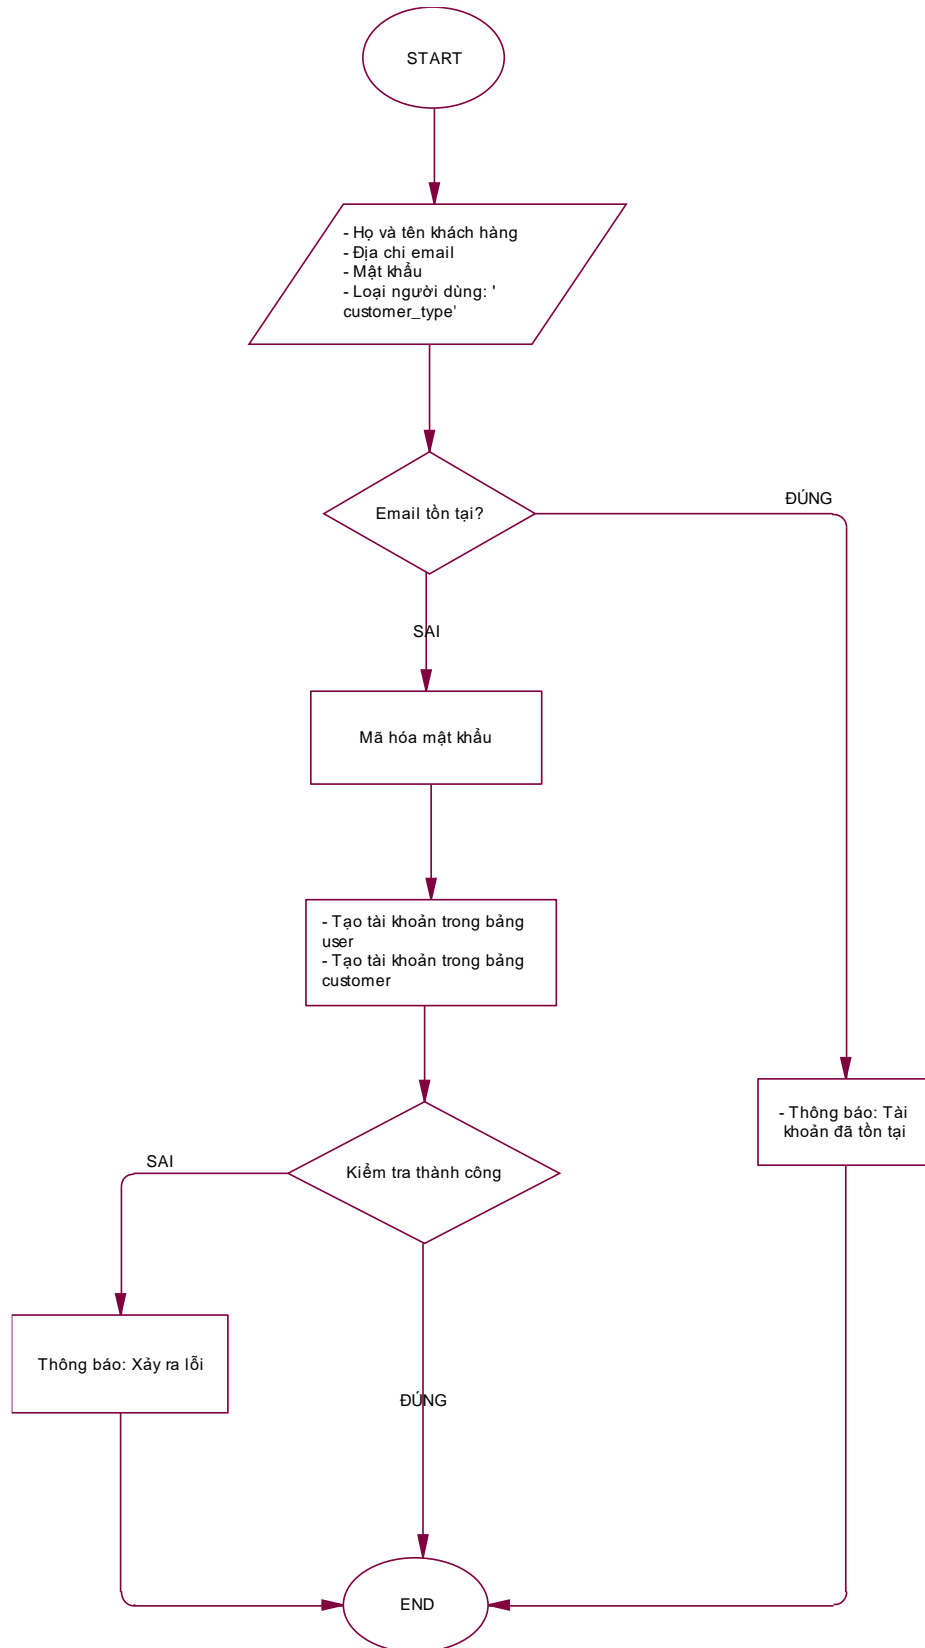 START
- Họ và tên khách hàng
- Địa chi email
- Mật khẩu
- Loại người dùng: '
customer_type'
Email tồn tại?
ĐÚNG
SAI
Mã hóa mật khẩu
- Tạo tài khoản trong bảng
user
- Tạo tài khoản trong bảng
customer
- Thông báo: Tài
khoản đã tồn tại
SAI
Kiểm tra thành công
Thông báo: Xảy ra lỗi
ĐÚNG
END